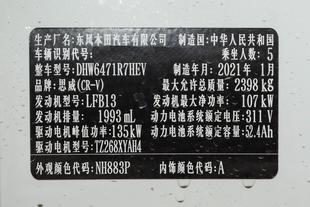 生产厂名:东风本田汽车有限公司 制造国:中华人民共和国
车辆识别代号: 乘坐人数:5
整车型号:DHW6471R7HEV 制造年月:2021年1月
品牌:思威(CR-V) 最大允许总质量:2398 kg
发动机型号:LFB13 发动机最大净功率:107 kW
发动机排量:1993 mL 动力电池系统额定电压:311 V
驱动电机峰值功率:135kW 动力电池系统额定容量:52.4Ah
驱动电机型号:TZ268XYAH4
外观颜色代码:NH883P 内饰颜色代码:A